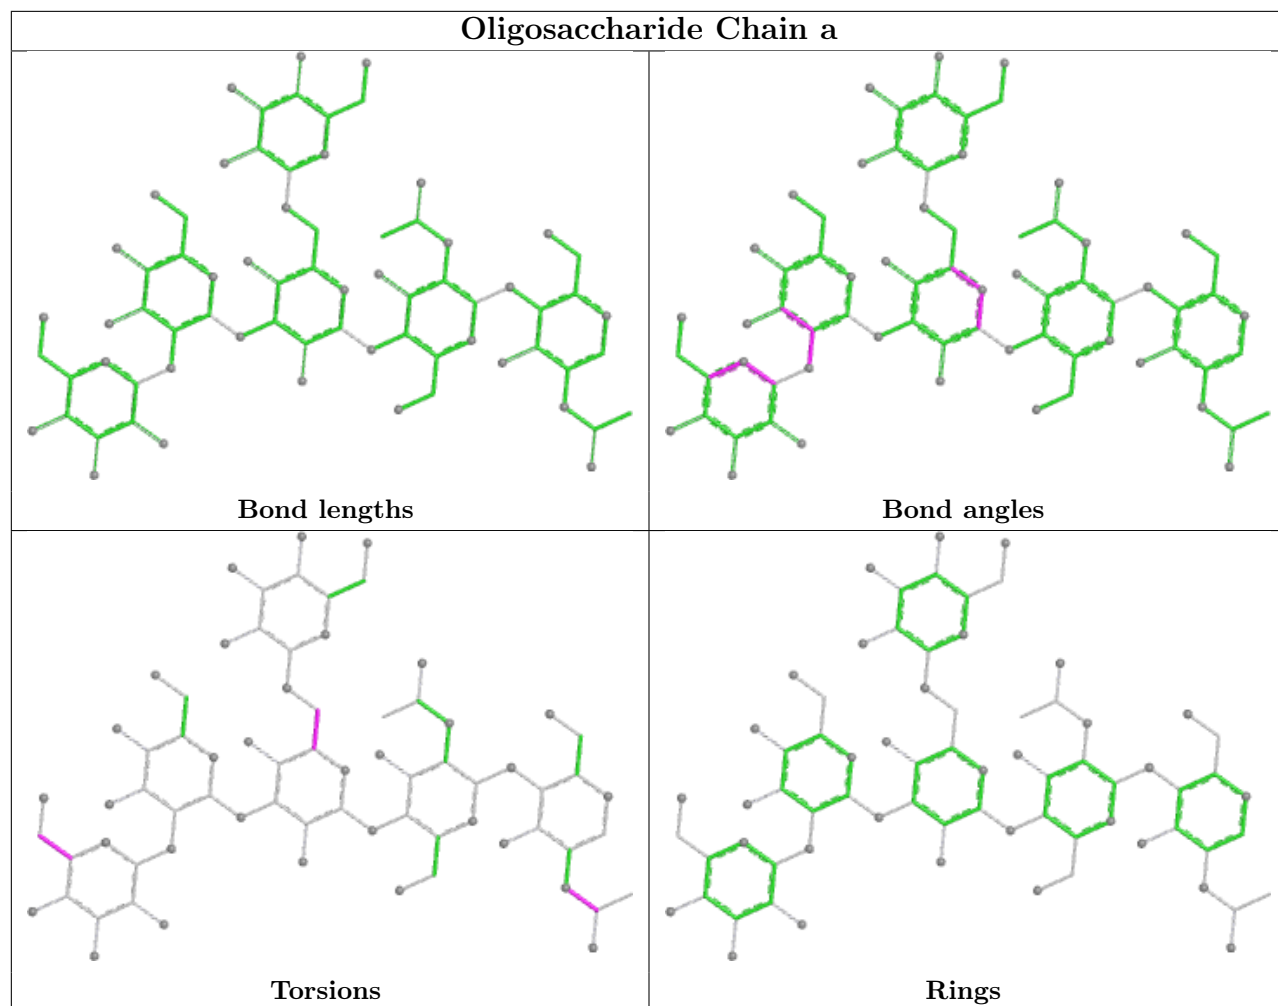 Oligosaccharide Chain a
Bond lengths
Bond angles
Torsions
Rings